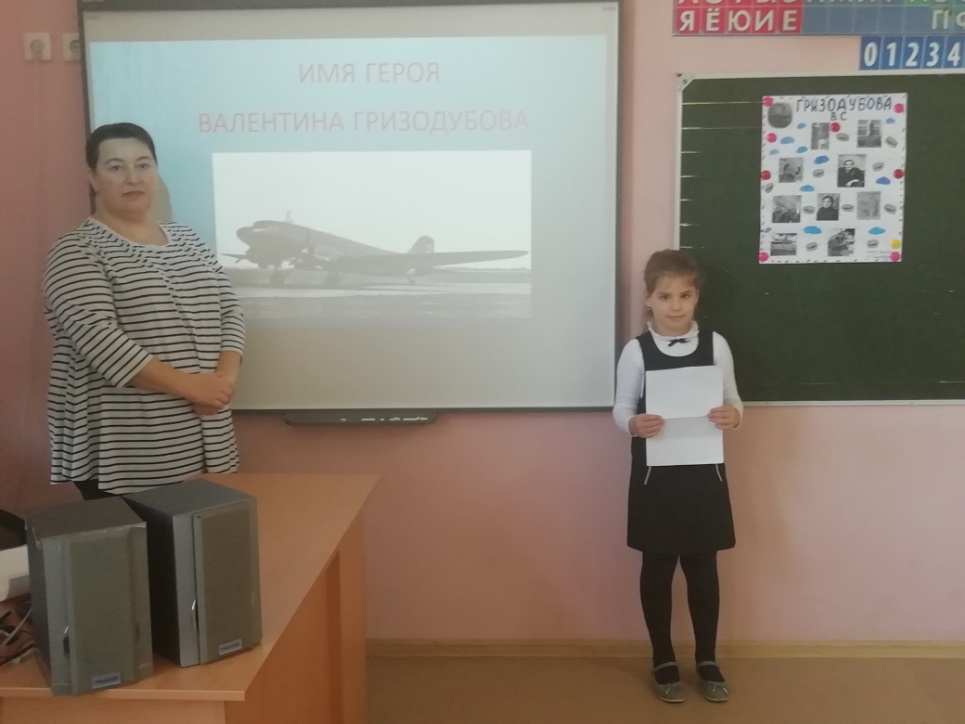 ИМЯ ГЕРОЯ
ВАЛЕНТИНА ГРИЗОДУБОВА
ЯЁЮИЕ
П
01234
ГРИЗОДУБОВА
В С